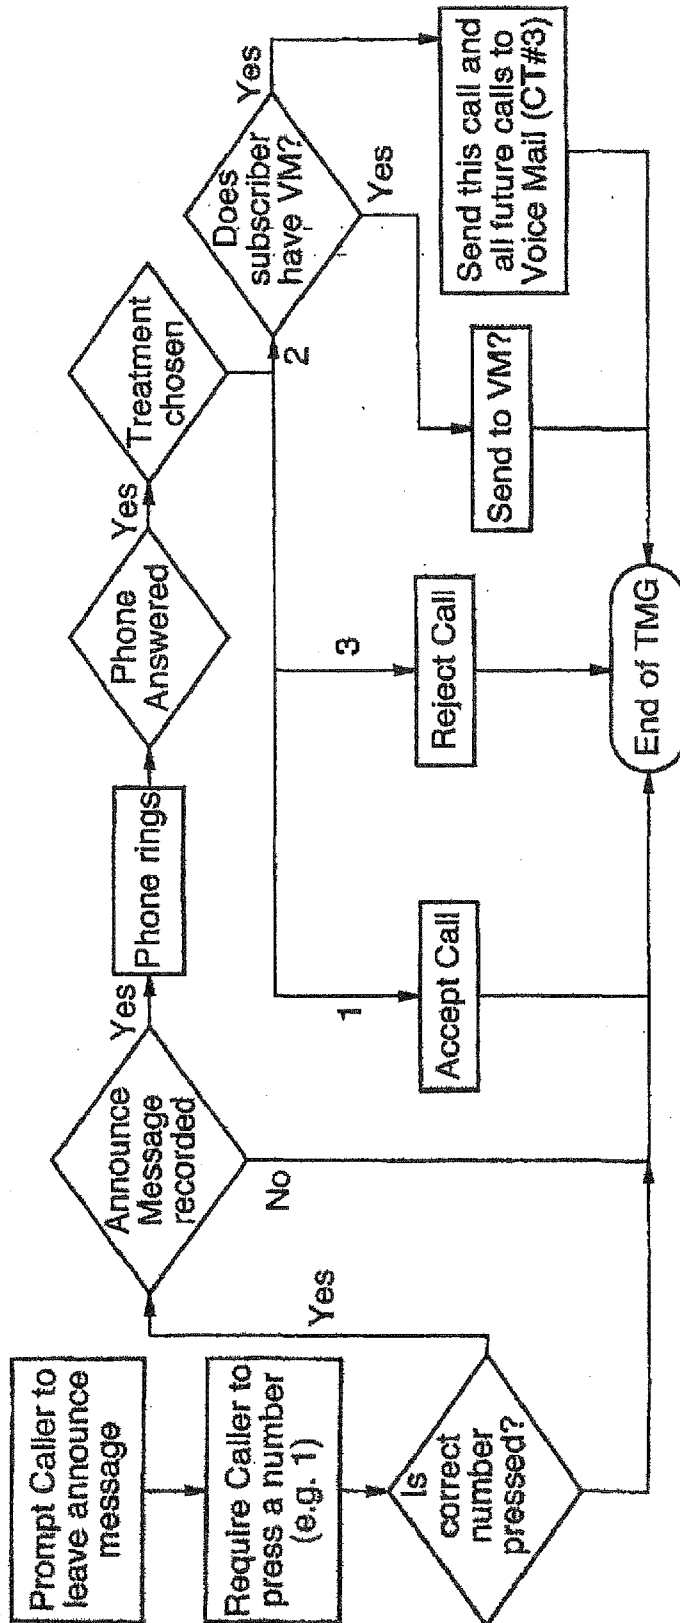 Prompt Caller to
leave announce
message
Require Caller to
press a number
(e.g. 1)
Is
correct
number
pressed?
Yes
Announce
Message
recorded
No
Yes
Phone rings
Phone
Answered
Yes
Treatment
chosen
1
Accept Call
3
Reject Call
2
Does
subscriber
have VM?
Yes
Send to VM?
Yes
Send this call and
all future calls to
Voice Mail (CT#3)
End of TMG